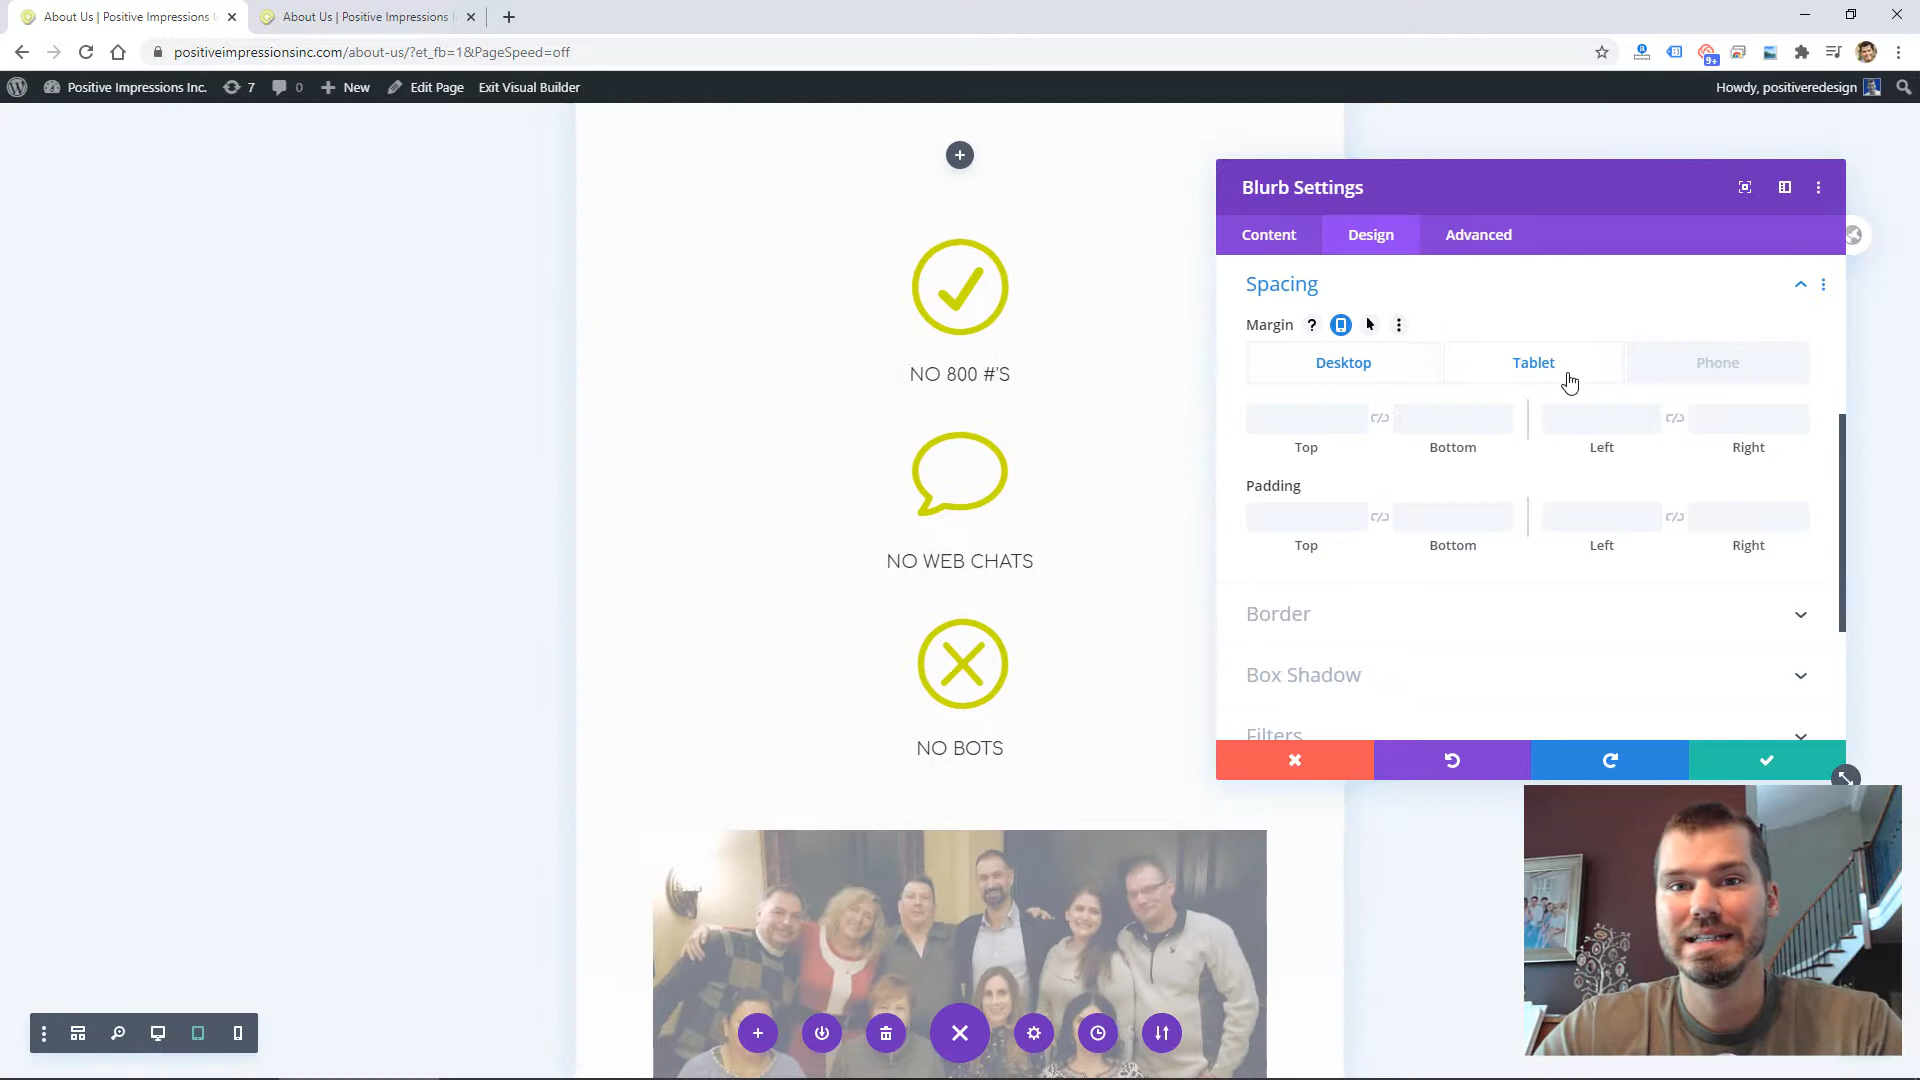 About Us | Positive Impressions I
About Us | Positive Impressions I
positiveimpressionsinc.com/about-us/?et_fb=1&PageSpeed=off
9+
Positive Impressions Inc.
7
0
New
Edit Page
Exit Visual Builder
Howdy, positiveredesign
NO 800 #'S
NO WEB CHATS
NO BOTS
Blurb Settings
Content
Design
Advanced
Spacing
Margin ?
Desktop
Tablet
Phone
Top
Bottom
Left
Right
Padding
Top
Bottom
Left
Right
Border
Box Shadow
Filters